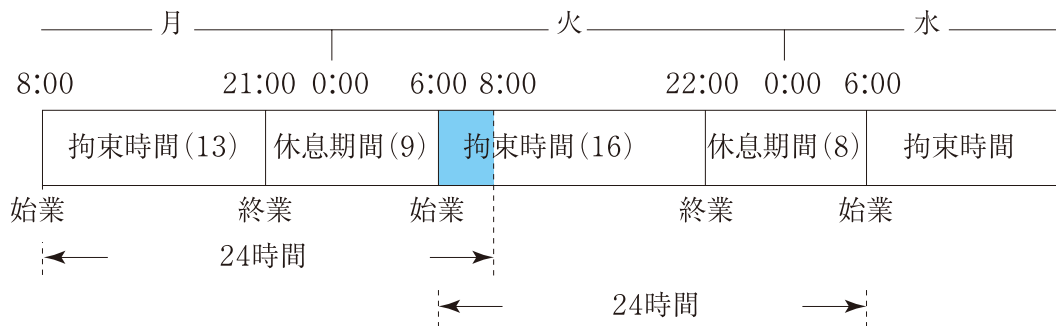 月 火 水
8:00 21:00 0:00 6:00 8:00 22:00 0:00 6:00
拘束時間(13) 休息期間(9) 拘束時間(16) 休息期間(8) 拘束時間
始業 終業 始業 終業 始業
24時間
24時間